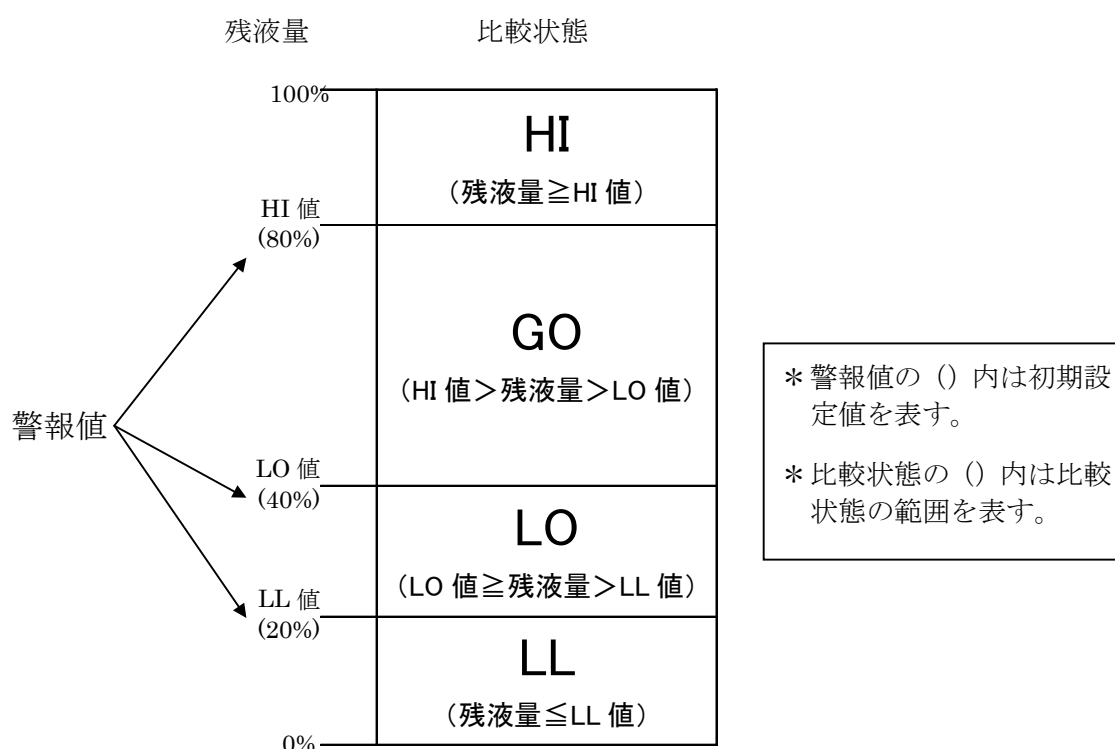 残液量 比較状態
100%
HI
(残液量≧HI 値)
HI 値
(80%)
GO
(HI 値＞残液量＞LO 値)
警報値
LO 値
(40%)
LO
(LO 値≧残液量＞LL 値)
LL 値
(20%)
LL
(残液量≦LL 値)
0%
＊警報値の（）内は初期設
定値を表す。
＊比較状態の（）内は比較
状態の範囲を表す。